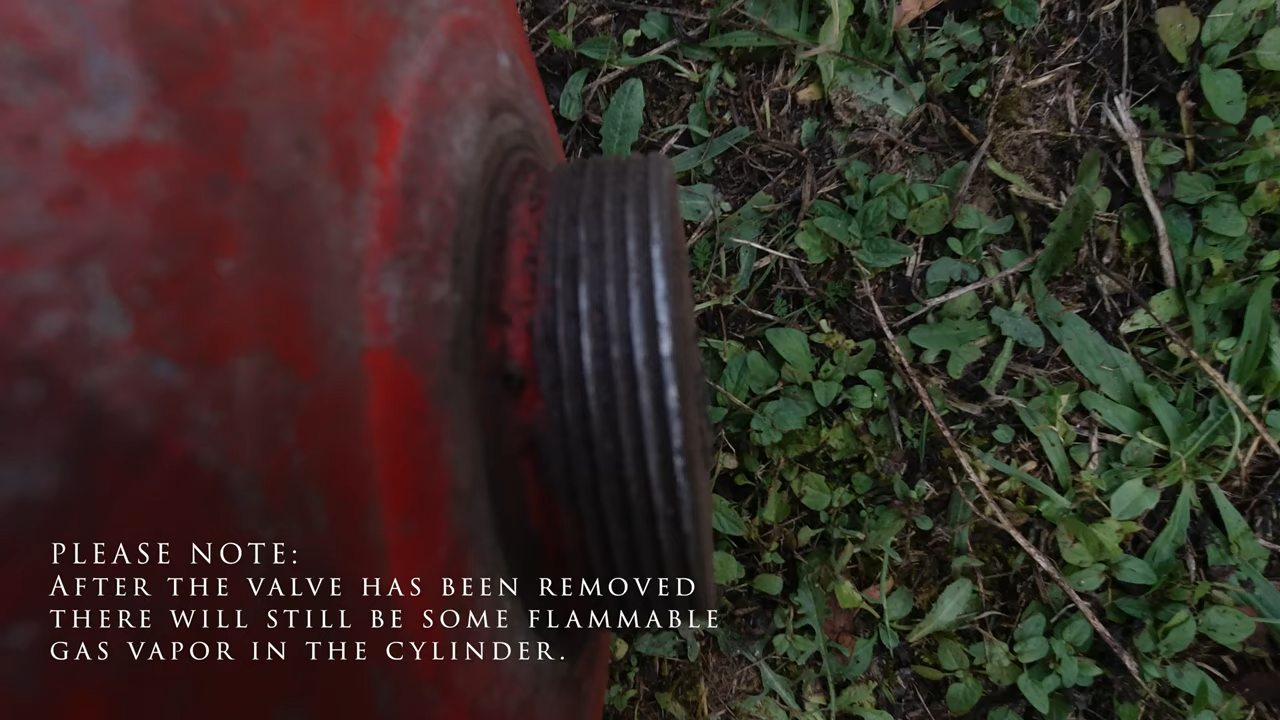 PLEASE NOTE:
AFTER THE VALVE HAS BEEN REMOVED
THERE WILL STILL BE SOME FLAMMABLE
GAS VAPOR IN THE CYLINDER.